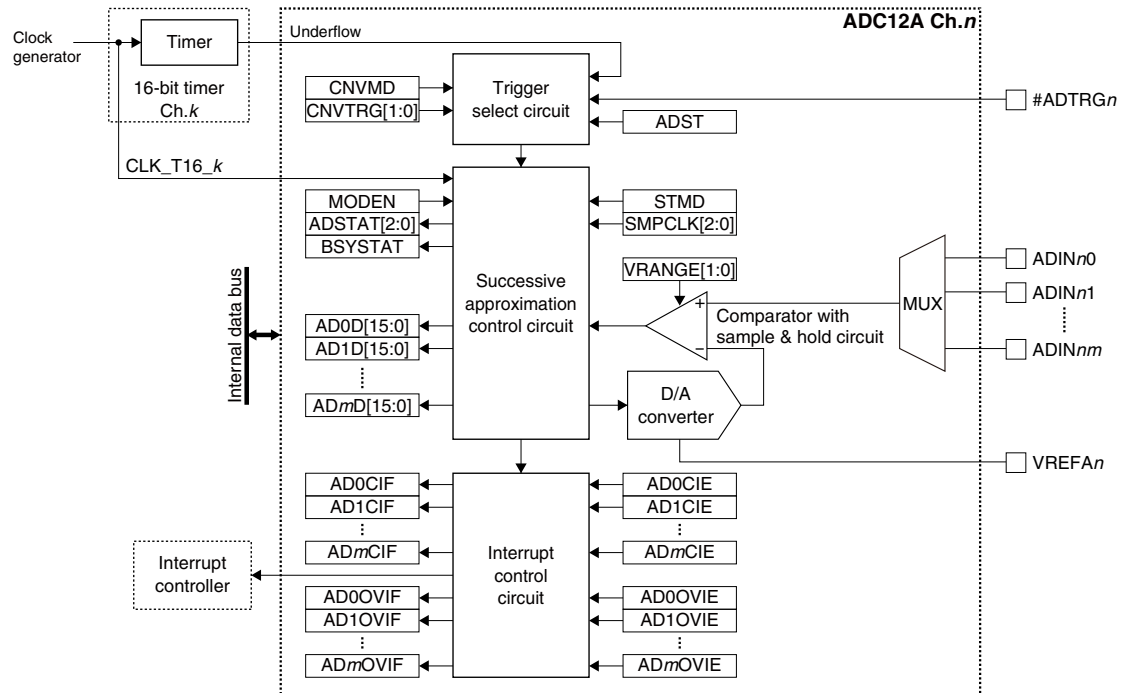 ADC12A Ch.n
Clock
generator
Timer
16-bit timer
Ch.k
Underflow
CNVMD
CNVTRG[1:0]
Trigger
select circuit
#ADTRGn
ADST
CLK_T16_k
MODEN
ADSTAT[2:0]
BSYSTAT
STMD
SMPCLK[2:0]
Successive
approximation
control circuit
VRANGE[1:0]
+
−
Comparator with
sample & hold circuit
MUX
ADINn0
ADINn1
ADINnm
Internal data bus
AD0D[15:0]
AD1D[15:0]
ADmD[15:0]
D/A
converter
VREFAn
AD0CIF
AD1CIF
ADmCIF
AD0OVIF
AD1OVIF
ADmOVIF
Interrupt
control
circuit
AD0CIE
AD1CIE
ADmCIE
AD0OVIE
AD1OVIE
ADmOVIE
Interrupt
controller